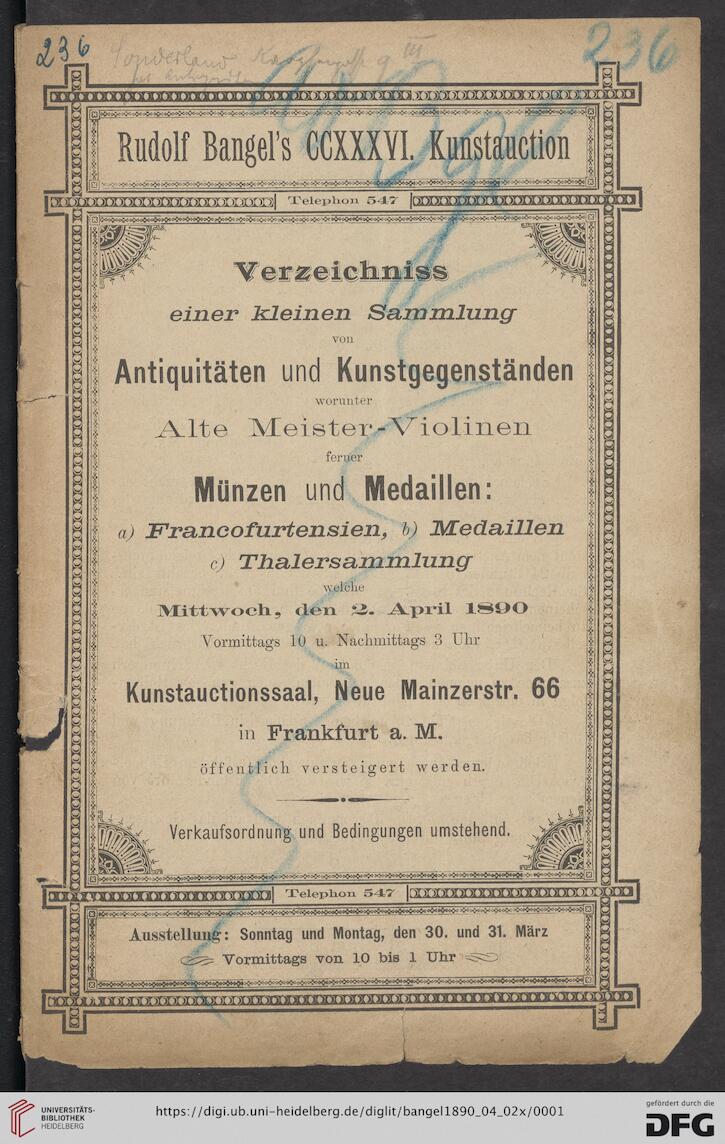 236
236
Sonderland
Rudolf Bangel's CCXXXVI. Kunstauction
Telephon 547
Verzeichniss
einer kleinen Sammlung
von
Antiquitäten und Kunstgegenständen
worunter
Alte Meister-Violinen
ferner
Münzen und Medaillen:
a) Francofurtensien, b) Medaillen
c) Thalersammlung
welche
Mittwoch, den 2. April 1890
Vormittags 10 u. Nachmittags 3 Uhr
im
Kunstauctionssaal, Neue Mainzerstr. 66
in Frankfurt a. M.
öffentlich versteigert werden.
Verkaufsordnung und Bedingungen umstehend.
Telephon 547
Ausstellung: Sonntag und Montag, den 30. und 31. März
Vormittags von 10 bis 1 Uhr
UNIVERSITÄTS-
BIBLIOTHEK
HEIDELBERG
https://digi.ub.uni-heidelberg.de/diglit/bangel1890_04_02x/0001
gefördert durch die
DFG